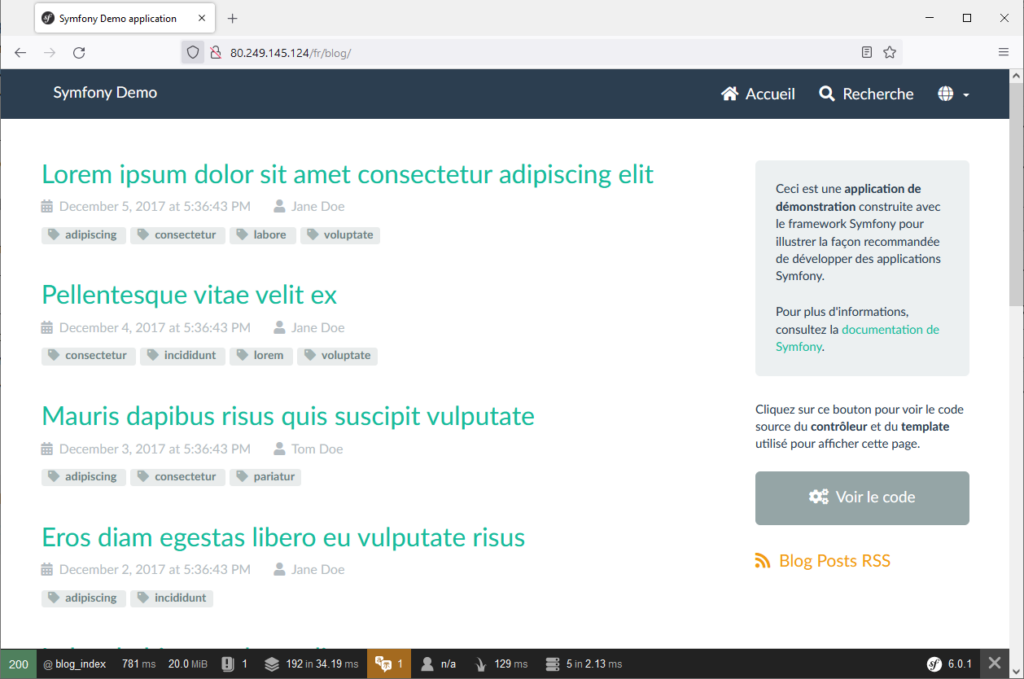 Symfony Demo application
80.249.145.124/fr/blog/
Symfony Demo
Accueil
Recherche
Lorem ipsum dolor sit amet consectetur adipiscing elit
December 5, 2017 at 5:36:43 PM Jane Doe
adipiscing consectetur labore voluptate
Pellentesque vitae velit ex
December 4, 2017 at 5:36:43 PM Jane Doe
consectetur incididunt lorem voluptate
Mauris dapibus risus quis suscipit vulputate
December 3, 2017 at 5:36:43 PM Tom Doe
adipiscing consectetur pariatur
Eros diam egestas libero eu vulputate risus
December 2, 2017 at 5:36:43 PM Jane Doe
adipiscing incididunt
Ceci est une application de
démonstration construite avec
le framework Symfony pour
illustrer la façon recommandée
de développer des applications
Symfony.
Pour plus d'informations,
consultez la documentation de
Symfony.
Cliquez sur ce bouton pour voir le code
source du contrôleur et du template
utilisé pour afficher cette page.
Voir le code
Blog Posts RSS
200 @ blog_index 781 ms 20.0 MiB 1 192 in 34.19 ms 1 n/a 129 ms 5 in 2.13 ms sf 6.0.1